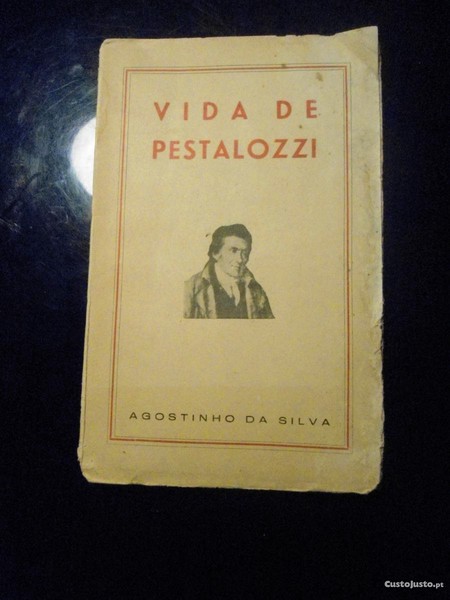 VIDA DE
PESTALOZZI
AGOSTINHO DA SILVA
CustoJusto.pt